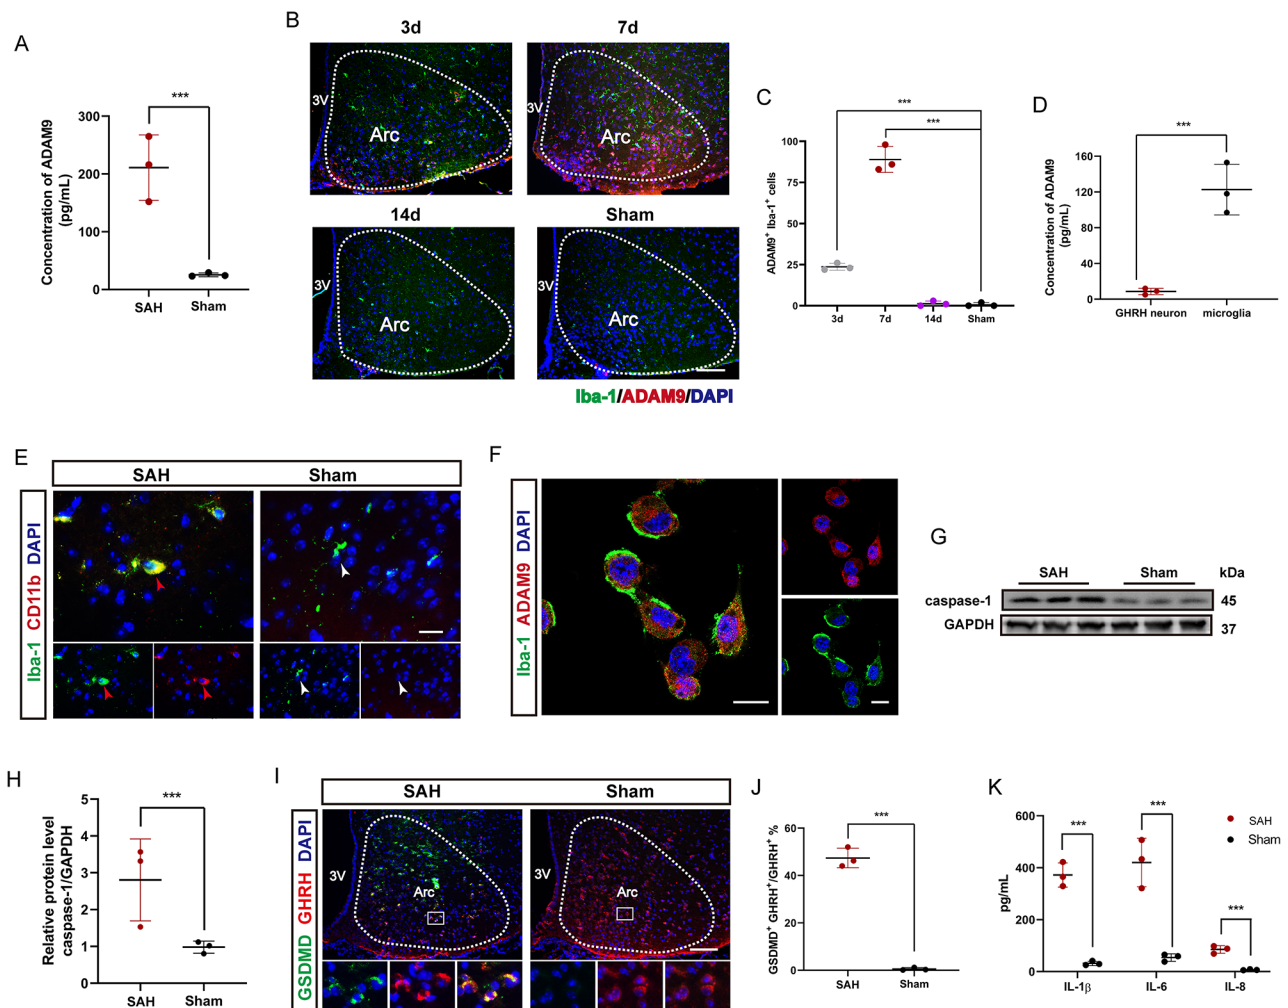 A
***
Concentration of ADAM9
(pg/mL)
300
200
100
0
SAH
Sham
B
3d
7d
3V
Arc
3V
Arc
14d
Sham
3V
Arc
3V
Arc
Iba-1/ADAM9/DAPI
C
***
***
ADAM9+ Iba-1+ cells
100
75
50
25
0
3d
7d
14d
Sham
D
***
Concentration of ADAM9
(pg/mL)
160
120
80
40
0
GHRH neuron
microglia
E
SAH
Sham
Iba-1 CD11b DAPI
F
Iba-1 ADAM9 DAPI
G
SAH
Sham
kDa
caspase-1
45
GAPDH
37
H
***
Relative protein level
caspase-1/GAPDH
5
4
3
2
1
0
SAH
Sham
I
SAH
Sham
GSDMD GHRH DAPI
3V
Arc
3V
Arc
J
***
GSDMD+ GHRH+/GHRH+ %
60
40
20
0
SAH
Sham
K
SAH
Sham
***
***
***
pg/mL
600
400
200
0
IL-1β
IL-6
IL-8